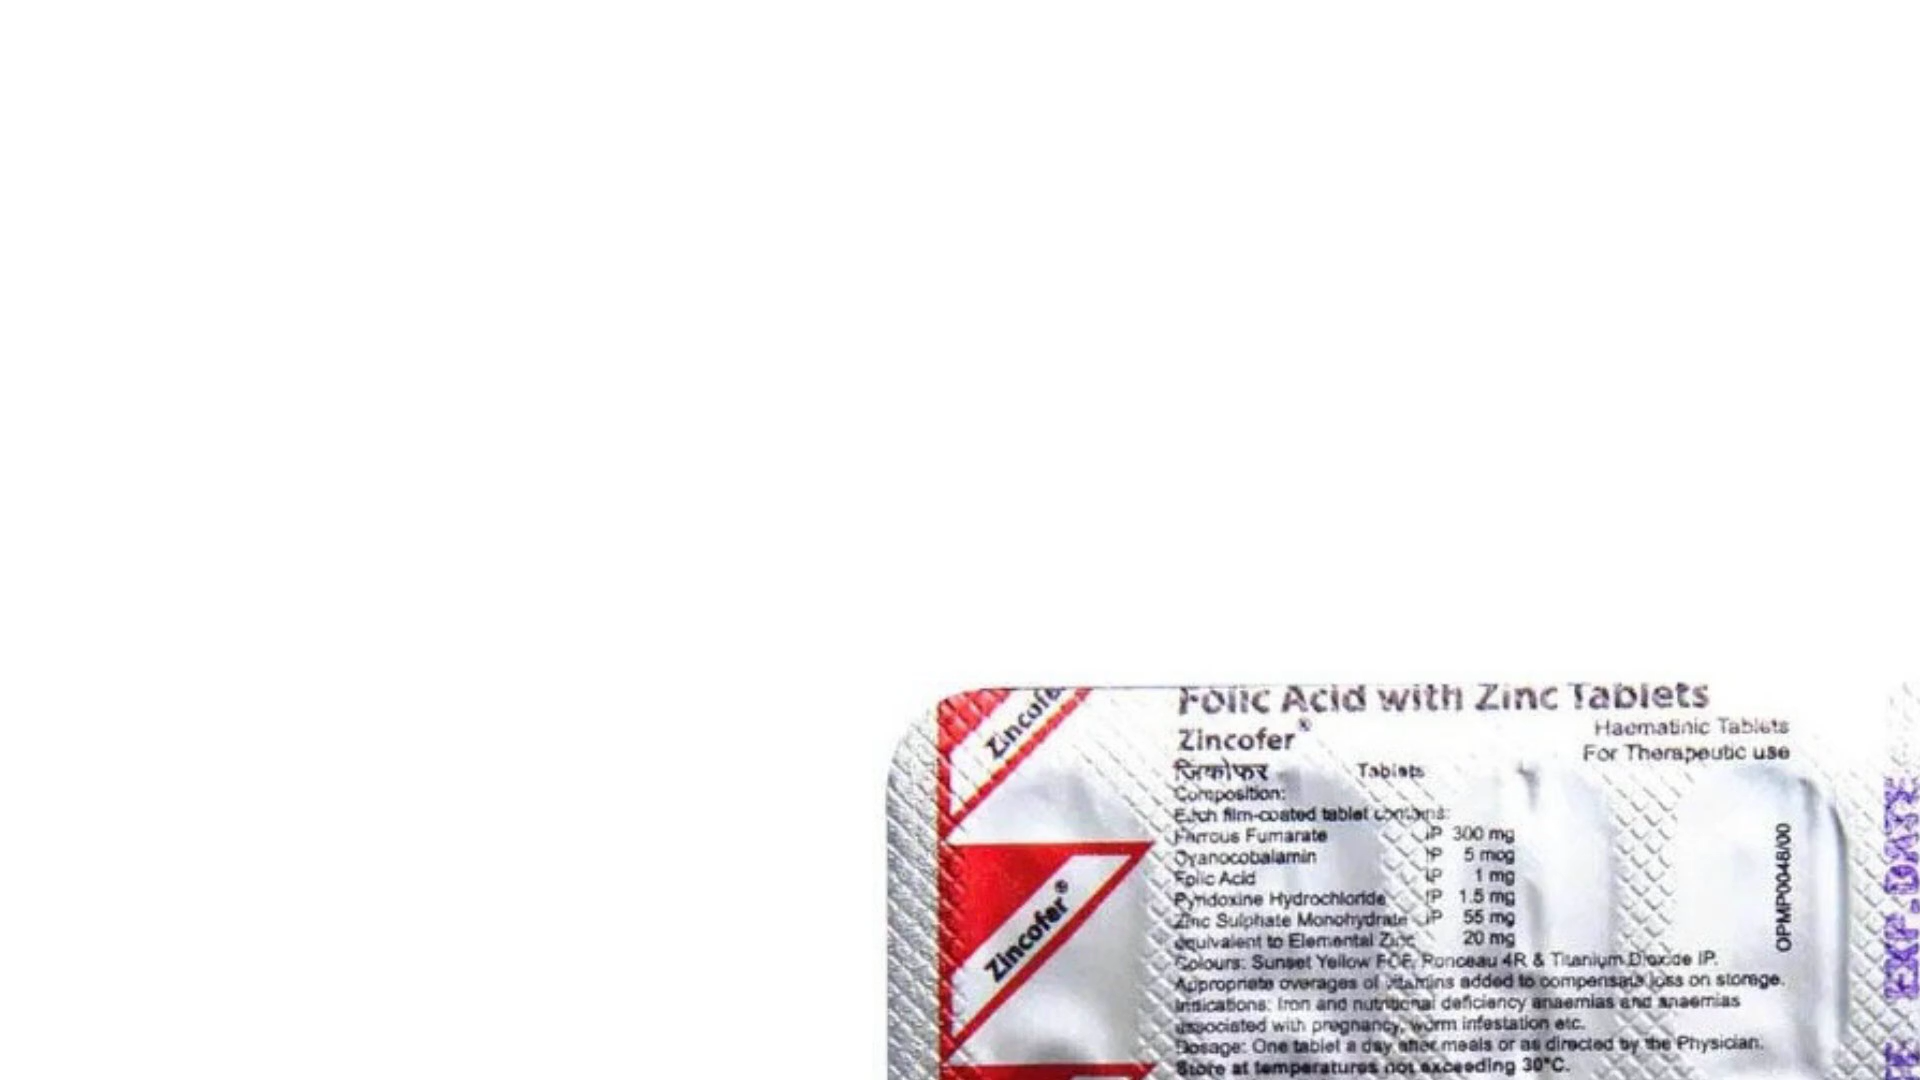 Folic Acid with Zinc Tablets
Haematinic Tablets
Zincofer®
For Therapeutic use
जिंकोफर Tablets
Composition:
Each film-coated tablet contains:
Ferrous Fumarate IP 300 mg
Cyanocobalamin IP 5 mcg
Folic Acid IP 1 mg
Pyridoxine Hydrochloride IP 1.5 mg
Zinc Sulphate Monohydrate IP 55 mg
equivalent to Elemental Zinc 20 mg
Colours: Sunset Yellow FCF, Ponceau 4R & Titanium Dioxide IP.
Appropriate overages of vitamins added to compensate loss on storage.
Indications: Iron and nutritional deficiency anaemias and anaemias
associated with pregnancy, worm infestation etc.
Dosage: One tablet a day after meals or as directed by the Physician.
Store at temperatures not exceeding 30°C.
Zincofe
Zincofer®
OPMP0048/00
EXP.DATE